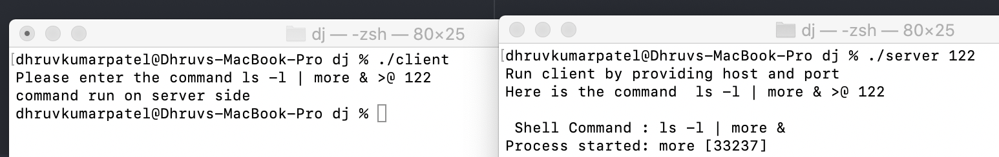 dj — -zsh — 80×25
dhruvkumarpatel@Dhruvs-MacBook-Pro dj % ./client
Please enter the command ls -l | more & >@ 122
command run on server side
dhruvkumarpatel@Dhruvs-MacBook-Pro dj %
dj — -zsh — 80×25
dhruvkumarpatel@Dhruvs-MacBook-Pro dj % ./server 122
Run client by providing host and port
Here is the command  ls -l | more & >@ 122
Shell Command : ls -l | more &
Process started: more [33237]